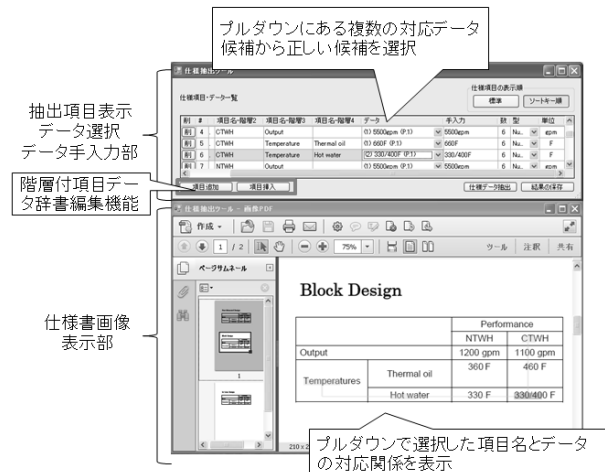 プルダウンにある複数の対応データ
候補から正しい候補を選択
仕様抽出ツール
仕様項目の表示順
仕様項目・データ一覧
標準
ソートキー順
削 # 項目名-階層2 項目名-階層3 項目名-階層4 データ 手入力 数 型 単位
削 4 CTWH Output (1) 5500gpm (P.1) 5500gpm 6 Nu... gpm
削 5 CTWH Temperature Thermal oil (1) 660F (P.1) 660F 6 Nu... F
削 6 CTWH Temperature Hot water (2) 330/400F (P.1) 330/400F 6 Nu... F
削 7 NTWH Output (1) 5500gpm (P.1) 5500gpm 6 Nu... gpm
項目追加
項目挿入
仕様データ抽出
結果の保存
抽出項目表示
データ選択
データ手入力部
階層付項目デー
タ辞書編集機能
仕様抽出ツール - 画像PDF
作成
1 / 2
75%
ツール
注釈
共有
ページサムネール
1
仕様書画像
表示部
Block Design
Performance
NTWH CTWH
Output 1200 gpm 1100 gpm
Temperatures Thermal oil 360 F 460 F
Hot water 330 F 330/400 F
プルダウンで選択した項目名とデータ
の対応関係を表示